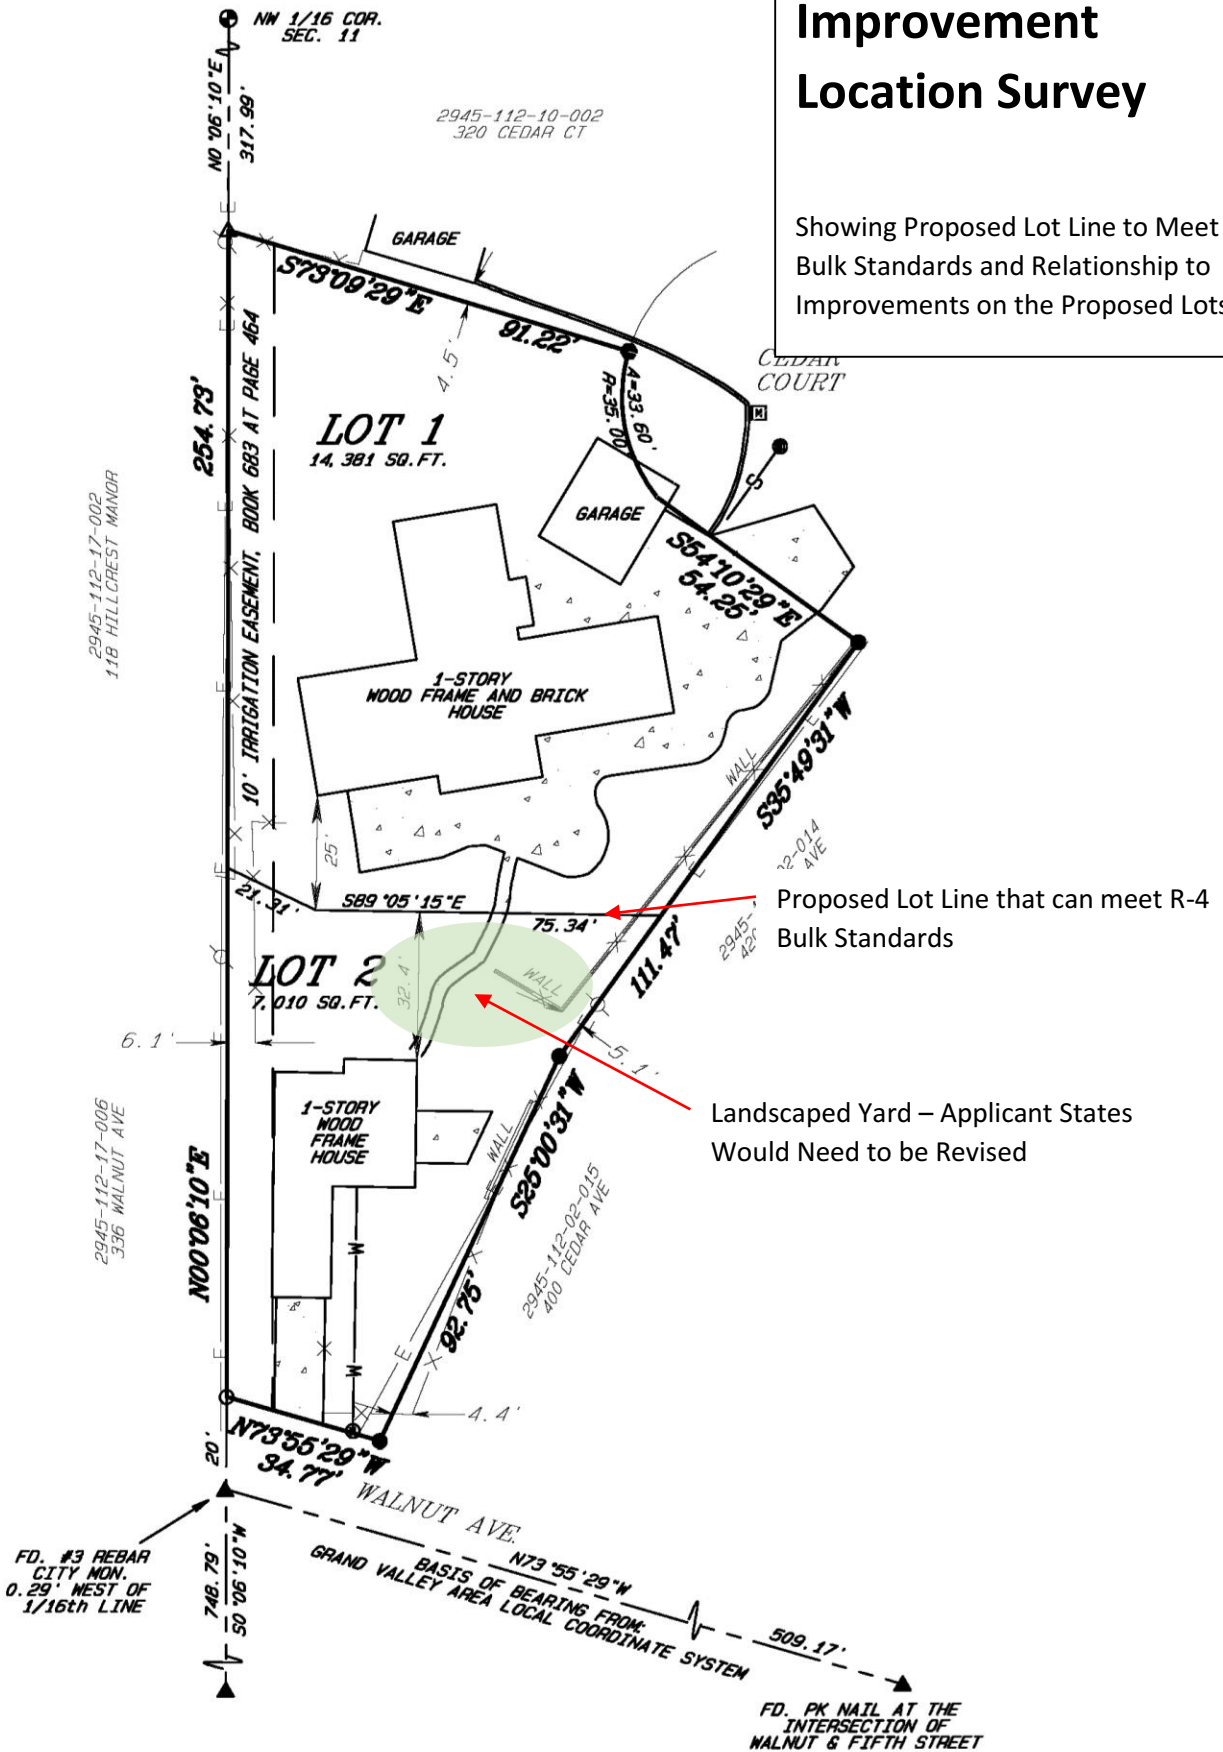 Improvement
Location Survey
Showing Proposed Lot Line to Meet
Bulk Standards and Relationship to
Improvements on the Proposed Lots
NW 1/16 COR.
SEC. 11
N0°06'10"E
317.99'
2945-112-10-002
320 CEDAR CT
GARAGE
S73°09'29"E
91.22'
4.5'
CEDAR
COURT
A=33.60'
R=35.00'
M
S
254.73'
10' IRRIGATION EASEMENT, BOOK 683 AT PAGE 464
LOT 1
14,381 SQ.FT.
GARAGE
S54°10'29"E
54.25'
2945-112-17-002
118 HILLCREST MANOR
1-STORY
WOOD FRAME AND BRICK
HOUSE
WALL
S35°49'31"W
02-014
AVE
2945-
420
25'
21.31'
S89°05'15"E
75.34'
111.47'
Proposed Lot Line that can meet R-4
Bulk Standards
LOT 2
7,010 SQ.FT.
32.4'
WALL
6.1'
5.1'
Landscaped Yard – Applicant States
Would Need to be Revised
1-STORY
WOOD
FRAME
HOUSE
WALL
S25°00'31"W
92.75'
2945-112-02-015
400 CEDAR AVE
2945-112-17-006
336 WALNUT AVE
N00°06'10"E
M
M
4.4'
N73°55'29"W
34.77'
20'
WALNUT AVE.
N73°55'29"W
BASIS OF BEARING FROM:
GRAND VALLEY AREA LOCAL COORDINATE SYSTEM
509.17'
FD. #3 REBAR
CITY MON.
0.29' WEST OF
1/16th LINE
748.79'
S0°06'10"W
FD. PK NAIL AT THE
INTERSECTION OF
WALNUT & FIFTH STREET